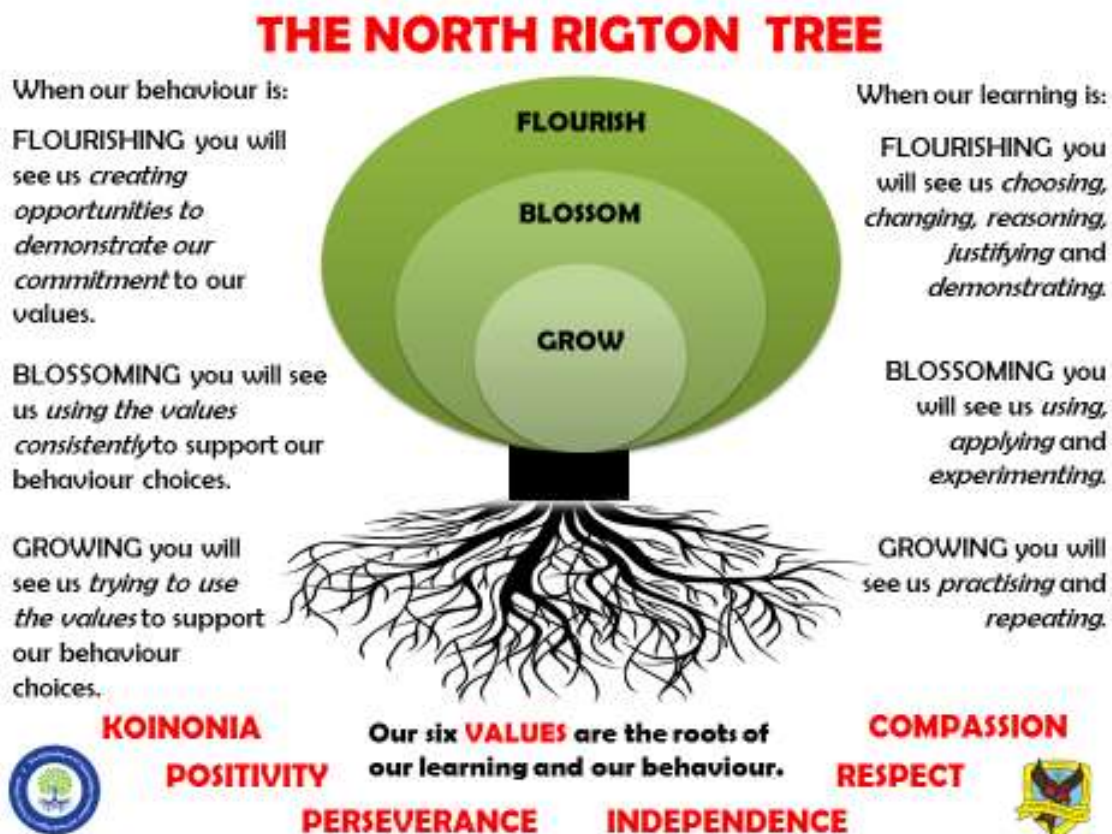 THE NORTH RIGTON TREE
When our behaviour is:
FLOURISHING you will
see us creating
opportunities to
demonstrate our
commitment to our
values.
BLOSSOMING you will see
us using the values
consistentlyto support our
behaviour choices.
GROWING you will
see us trying to use
the values to support
our behaviour
choices.
FLOURISH
BLOSSOM
GROW
When our learning is:
FLOURISHING you
will see us choosing,
changing, reasoning,
justifying and
demonstrating.
BLOSSOMING you
will see us using,
applying and
experimenting.
GROWING you will
see us practising and
repeating.
KOINONIA
POSITIVITY
PERSEVERANCE
Our six VALUES are the roots of
our learning and our behaviour.
INDEPENDENCE
COMPASSION
RESPECT